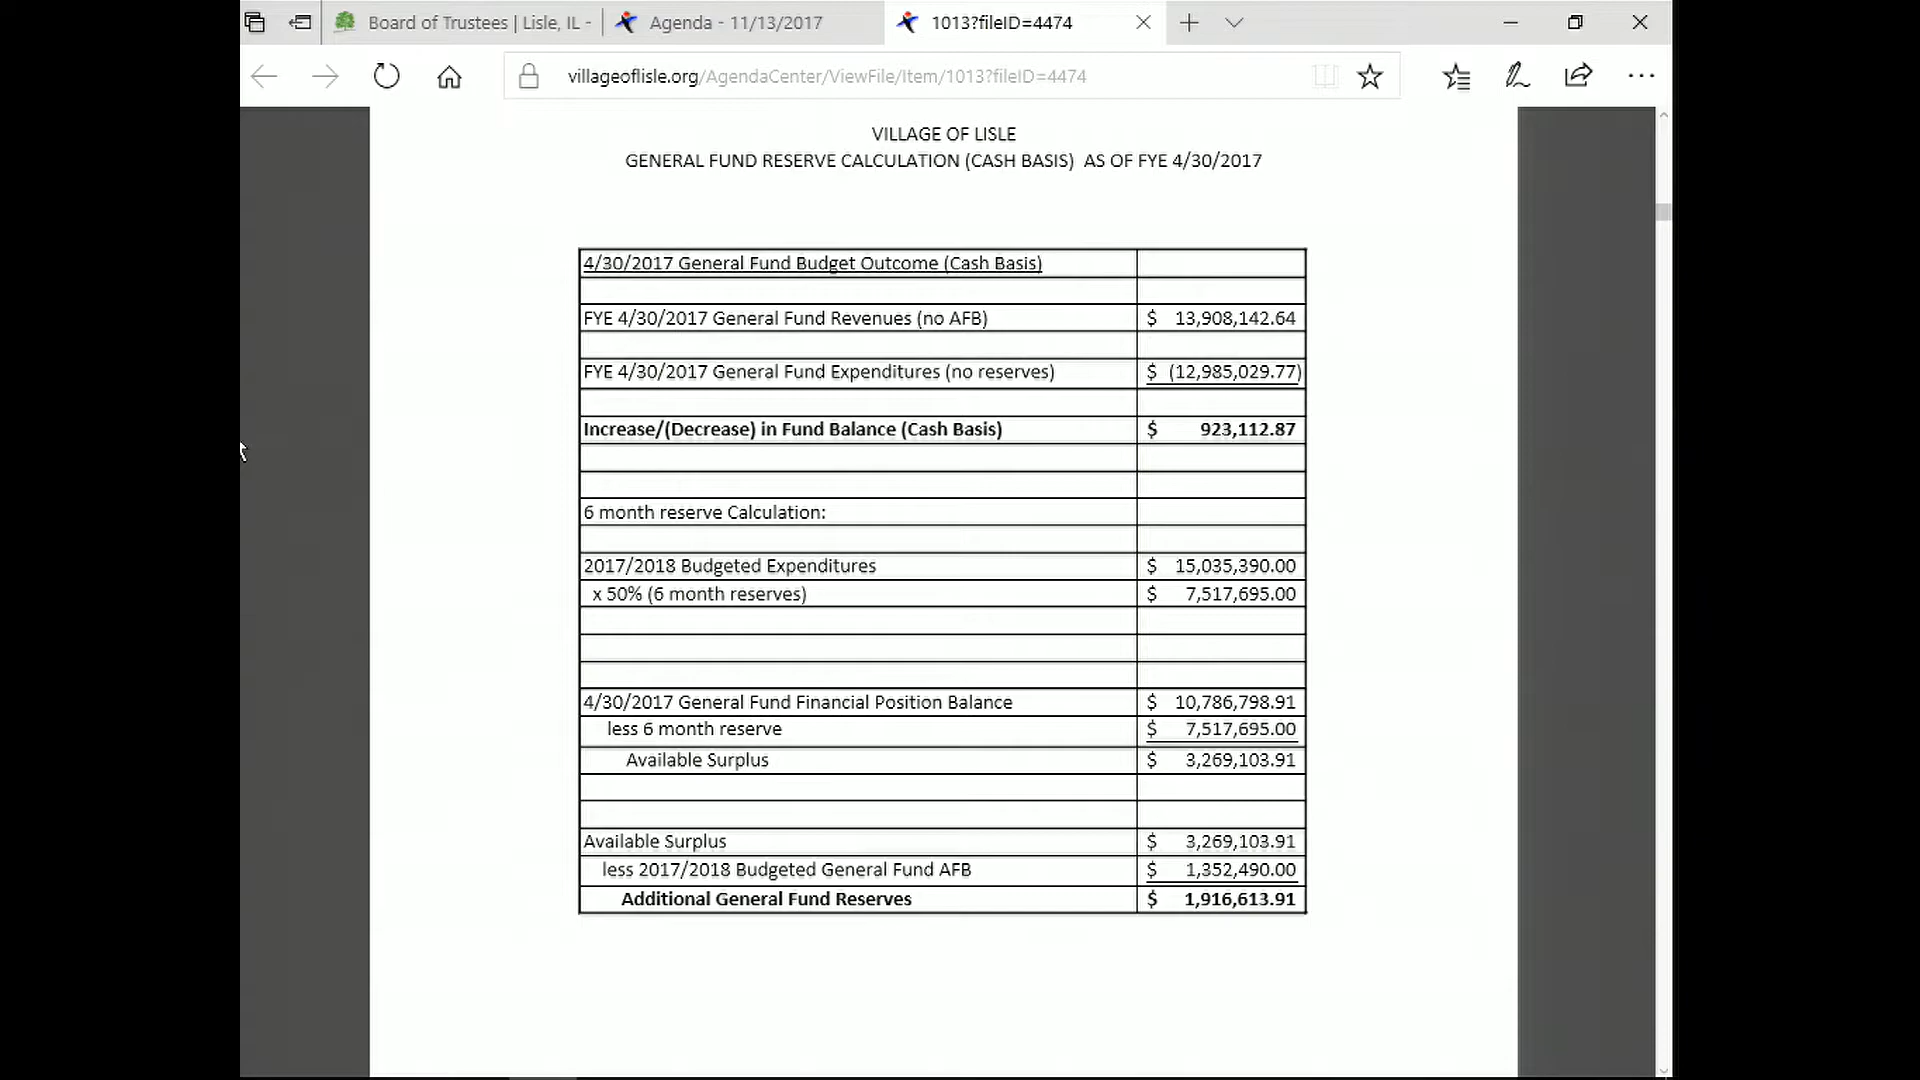 Board of Trustees | Lisle, IL -
Agenda - 11/13/2017
1013?fileID=4474
villageoflisle.org/AgendaCenter/ViewFile/Item/1013?fileID=4474
VILLAGE OF LISLE
GENERAL FUND RESERVE CALCULATION (CASH BASIS) AS OF FYE 4/30/2017
4/30/2017 General Fund Budget Outcome (Cash Basis)
FYE 4/30/2017 General Fund Revenues (no AFB) $ 13,908,142.64
FYE 4/30/2017 General Fund Expenditures (no reserves) $ (12,985,029.77)
Increase/(Decrease) in Fund Balance (Cash Basis) $ 923,112.87
6 month reserve Calculation:
2017/2018 Budgeted Expenditures $ 15,035,390.00
x 50% (6 month reserves) $ 7,517,695.00
4/30/2017 General Fund Financial Position Balance $ 10,786,798.91
less 6 month reserve $ 7,517,695.00
Available Surplus $ 3,269,103.91
Available Surplus $ 3,269,103.91
less 2017/2018 Budgeted General Fund AFB $ 1,352,490.00
Additional General Fund Reserves $ 1,916,613.91